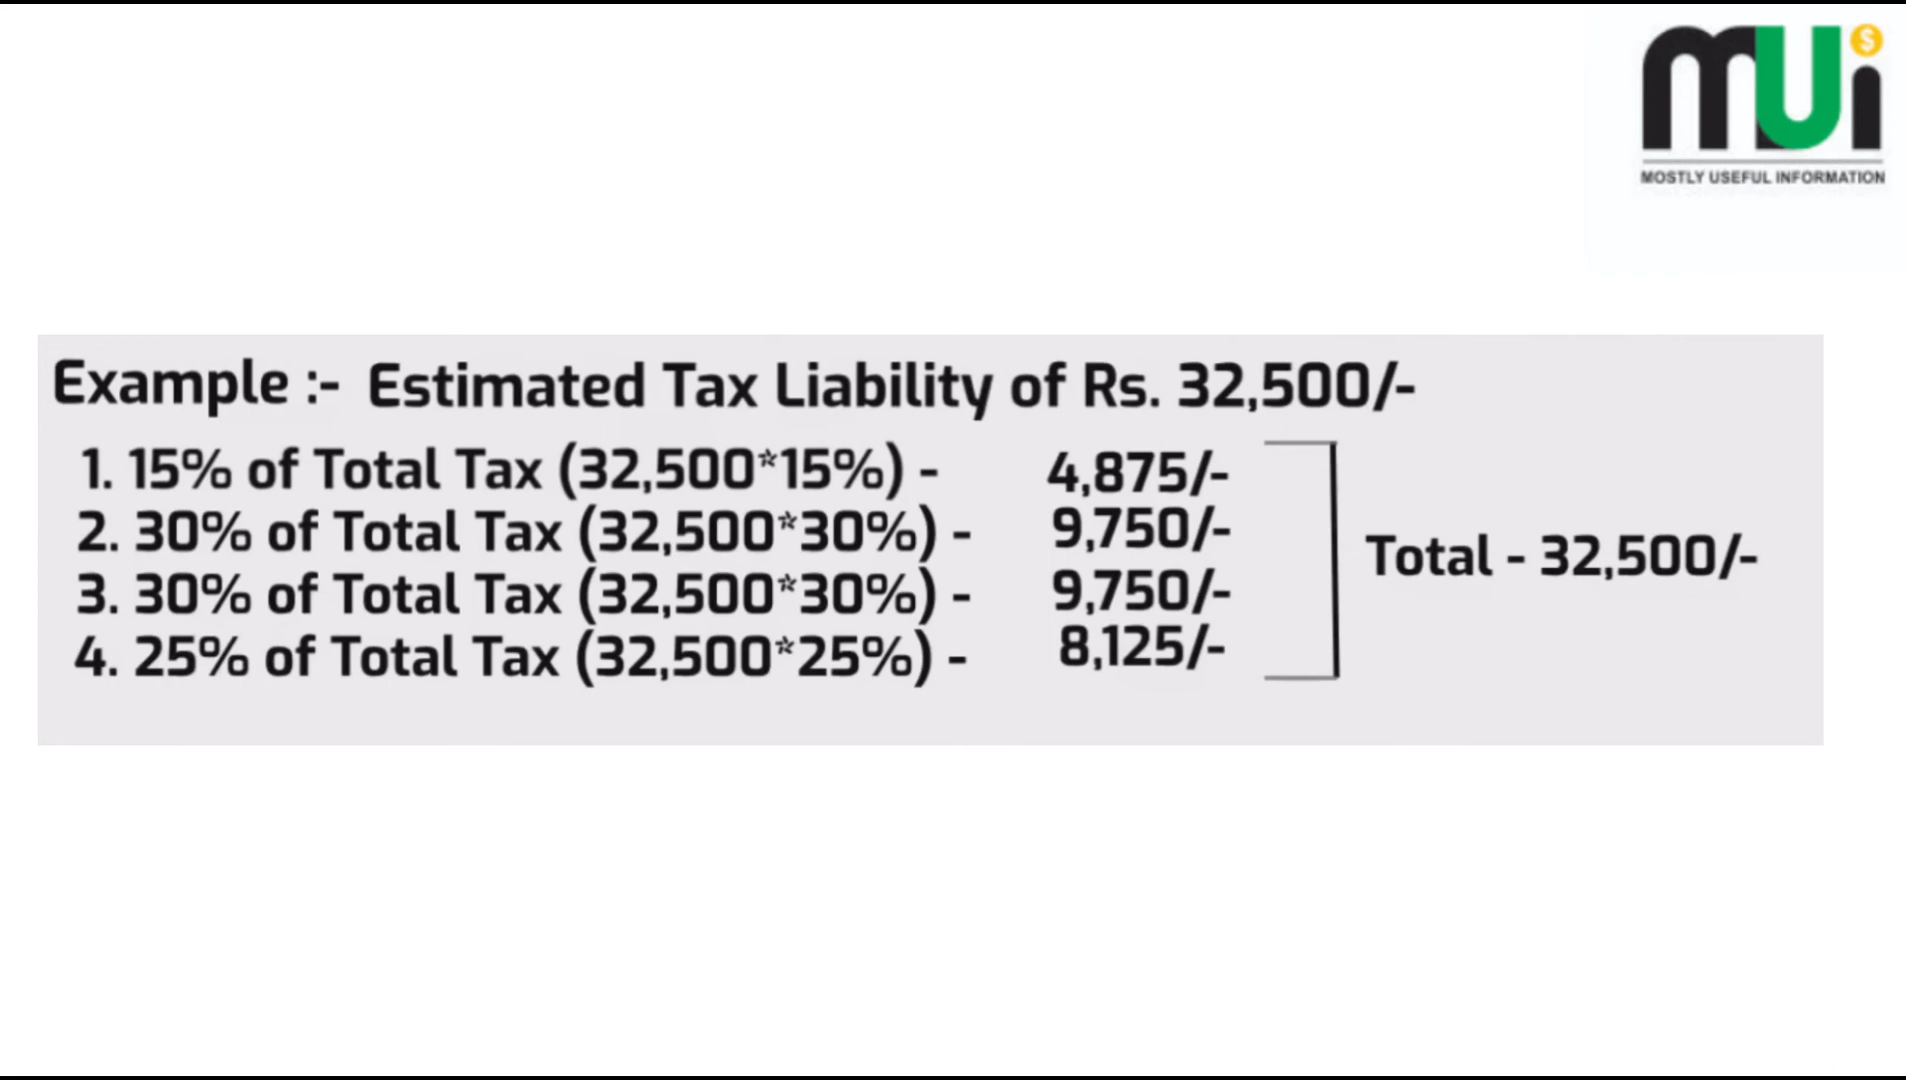 mui
MOSTLY USEFUL INFORMATION
Example :- Estimated Tax Liability of Rs. 32,500/-
1. 15% of Total Tax (32,500*15%) - 4,875/-
2. 30% of Total Tax (32,500*30%) - 9,750/-
3. 30% of Total Tax (32,500*30%) - 9,750/-
4. 25% of Total Tax (32,500*25%) - 8,125/-
Total - 32,500/-